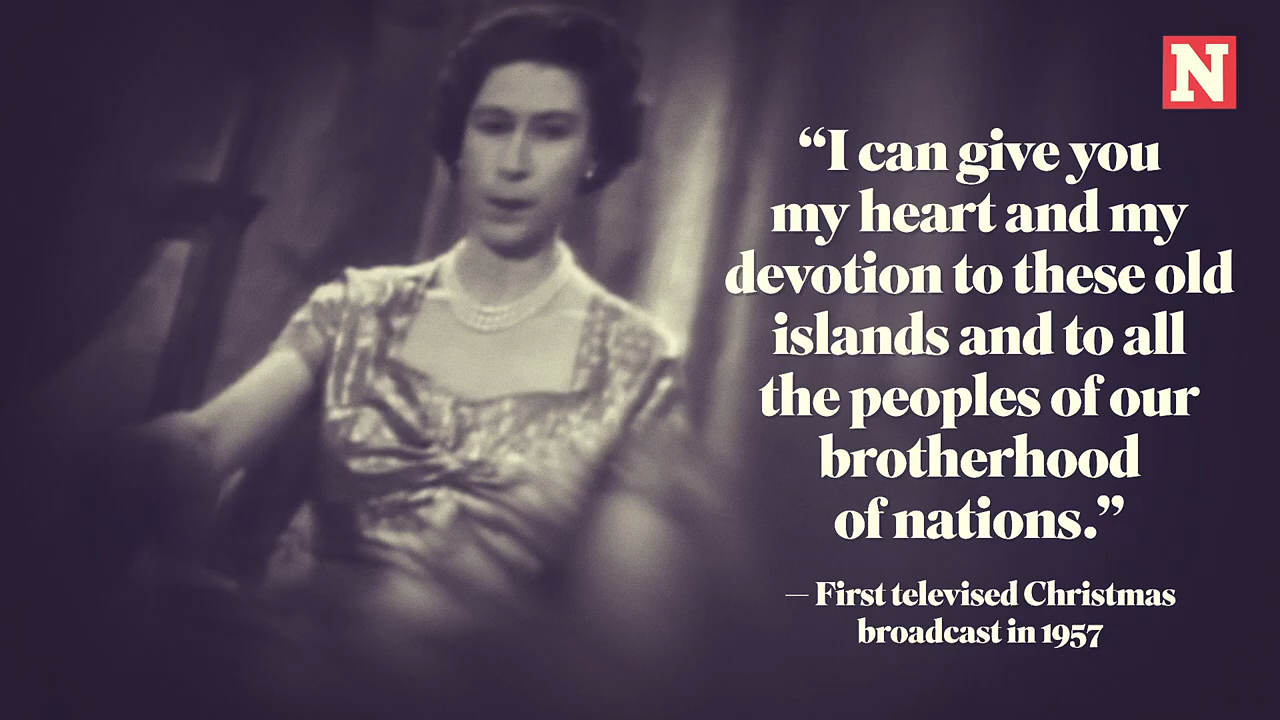 N
“I can give you
my heart and my
devotion to these old
islands and to all
the peoples of our
brotherhood
of nations.”
— First televised Christmas
broadcast in 1957